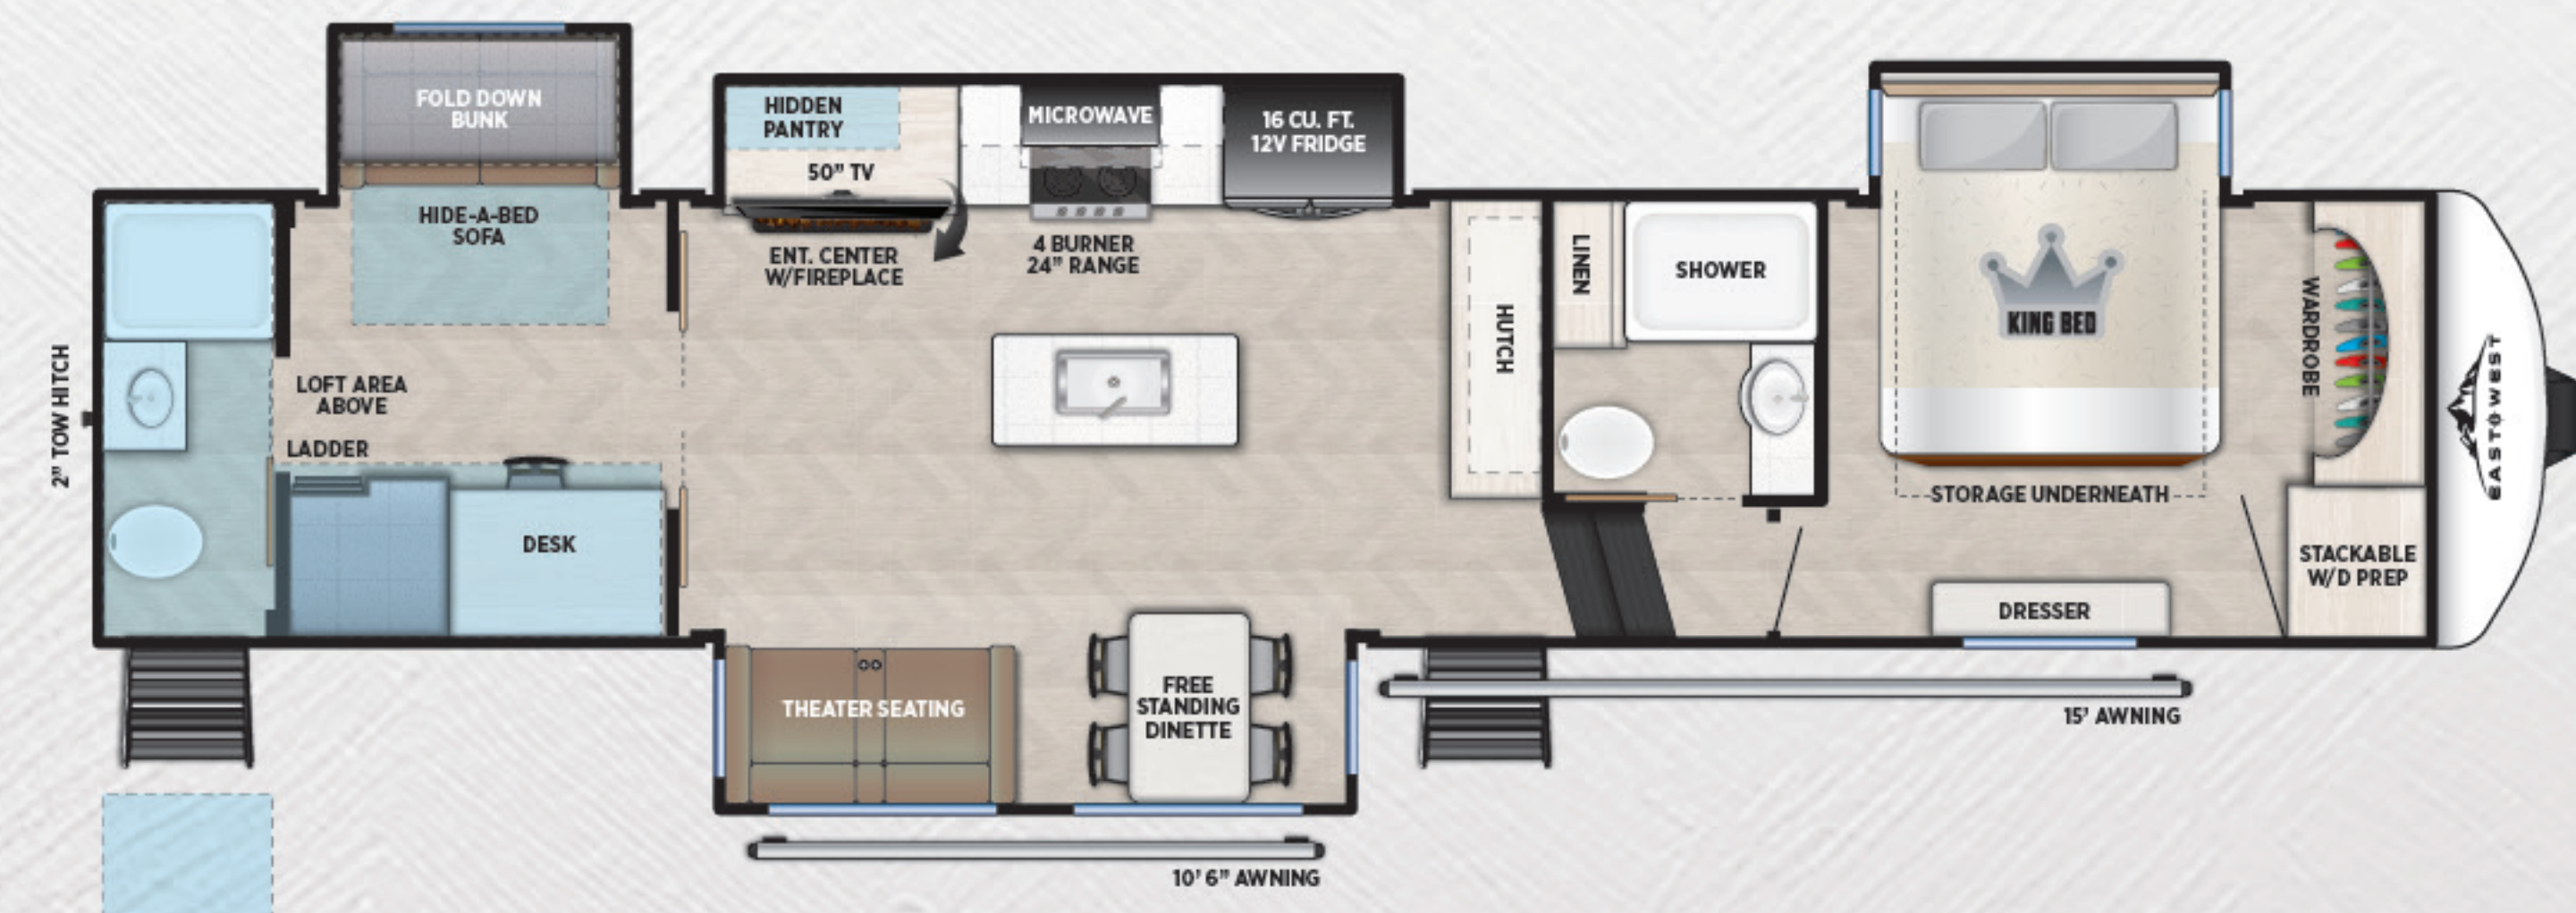 FOLD DOWN
BUNK
HIDE-A-BED
SOFA
2” TOW HITCH
LOFT AREA
ABOVE
LADDER
DESK
HIDDEN
PANTRY
50” TV
ENT. CENTER
W/FIREPLACE
MICROWAVE
4 BURNER
24” RANGE
16 CU. FT.
12V FRIDGE
THEATER SEATING
FREE
STANDING
DINETTE
10’ 6” AWNING
HUTCH
LINEN
SHOWER
KING BED
STORAGE UNDERNEATH
DRESSER
WARDROBE
STACKABLE
W/D PREP
15’ AWNING
EAST WEST